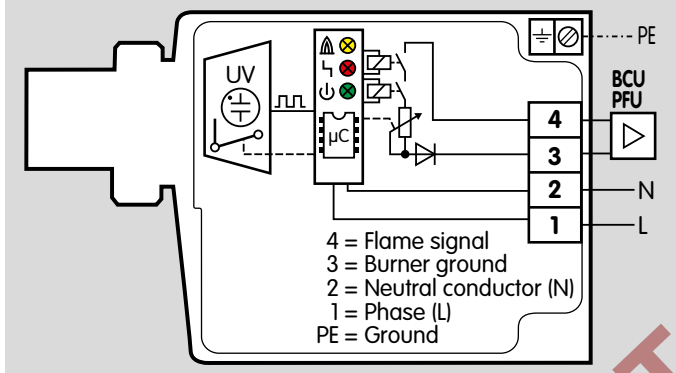 PE
UV
BCU
PFU
µC
4
3
2
N
1
L
4 = Flame signal
3 = Burner ground
2 = Neutral conductor (N)
1 = Phase (L)
PE = Ground